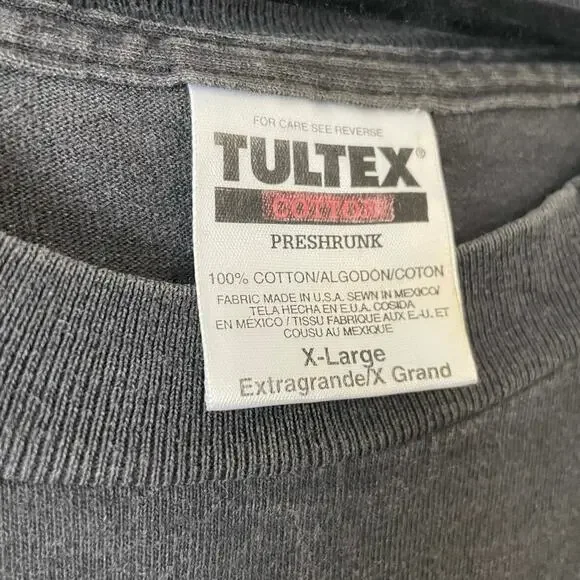 FOR CARE SEE REVERSE
TULTEX®
COTTON
PRESHRUNK
100% COTTON/ALGODÓN/COTON
FABRIC MADE IN U.S.A. SEWN IN MEXICO/
TELA HECHA EN E.U.A. COSIDA
EN MÉXICO / TISSU FABRIQUE AUX E.-U. ET
COUSU AU MEXIQUE
X-Large
Extragrande/X Grand